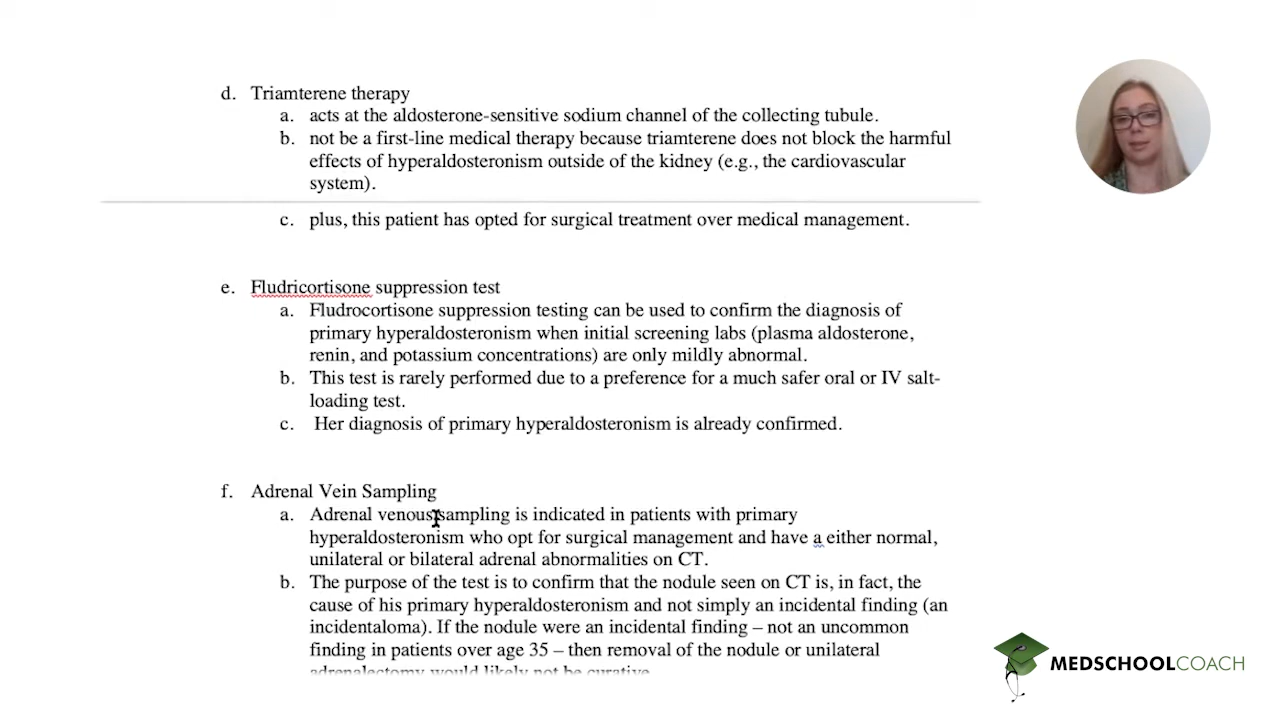 d. Triamterene therapy
a. acts at the aldosterone-sensitive sodium channel of the collecting tubule.
b. not be a first-line medical therapy because triamterene does not block the harmful
effects of hyperaldosteronism outside of the kidney (e.g., the cardiovascular
system).
c. plus, this patient has opted for surgical treatment over medical management.
e. Fludricortisone suppression test
a. Fludrocortisone suppression testing can be used to confirm the diagnosis of
primary hyperaldosteronism when initial screening labs (plasma aldosterone,
renin, and potassium concentrations) are only mildly abnormal.
b. This test is rarely performed due to a preference for a much safer oral or IV salt-
loading test.
c. Her diagnosis of primary hyperaldosteronism is already confirmed.
f. Adrenal Vein Sampling
a. Adrenal venous sampling is indicated in patients with primary
hyperaldosteronism who opt for surgical management and have a either normal,
unilateral or bilateral adrenal abnormalities on CT.
b. The purpose of the test is to confirm that the nodule seen on CT is, in fact, the
cause of his primary hyperaldosteronism and not simply an incidental finding (an
incidentaloma). If the nodule were an incidental finding – not an uncommon
finding in patients over age 35 – then removal of the nodule or unilateral
adrenalectomy would likely not be curative.
MEDSCHOOLCOACH